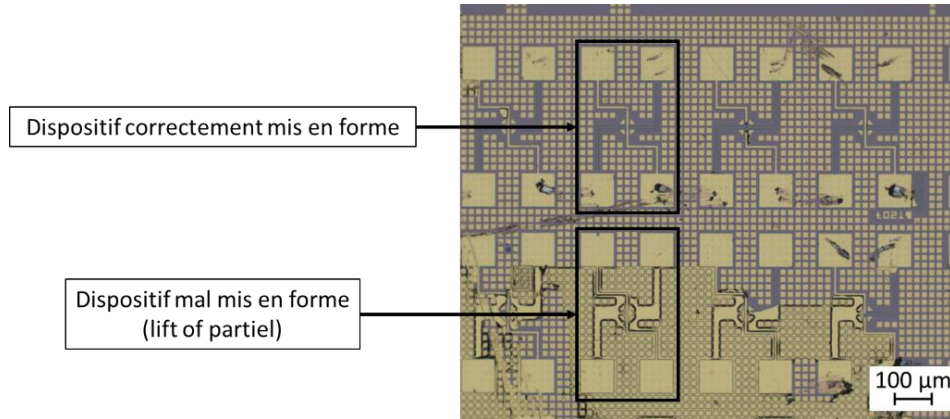 Dispositif correctement mis en forme
Dispositif mal mis en forme
(lift of partiel)
100 µm